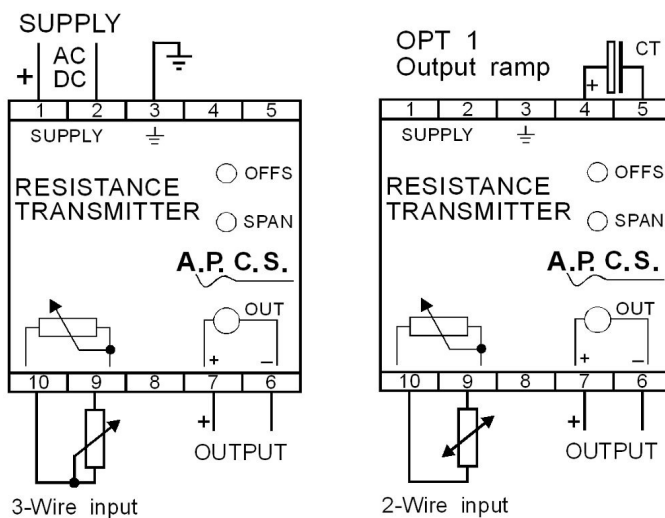 SUPPLY
+ AC
DC
1 2 3 4 5
SUPPLY
OFFS
RESISTANCE
TRANSMITTER
SPAN
A.P.C.S.
OUT
+ –
10 9 8 7 6
+
OUTPUT
3-Wire input
OPT 1
Output ramp
CT
+
1 2 3 4 5
SUPPLY
OFFS
RESISTANCE
TRANSMITTER
SPAN
A.P.C.S.
OUT
+ –
10 9 8 7 6
+
OUTPUT
2-Wire input